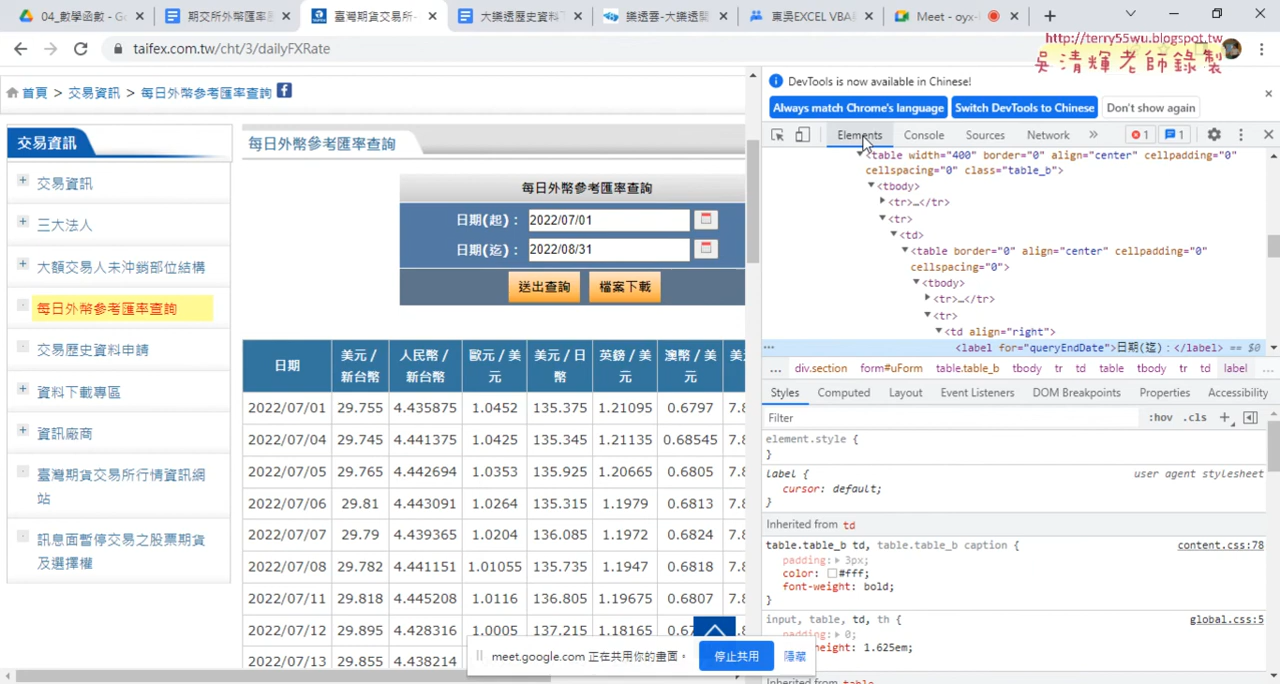 04_數學函數 - G
期交所外幣匯率
臺灣期貨交易所-
大樂透歷史資料下
樂透雲-大樂透開
東吳EXCEL VBA
Meet - oyx-
http://terry55wu.blogspot.tw
吳清輝老師錄製
taifex.com.tw/cht/3/dailyFXRate
首頁 > 交易資訊 > 每日外幣參考匯率查詢
DevTools is now available in Chinese!
Always match Chrome's language
Switch DevTools to Chinese
Don't show again
交易資訊
交易資訊
三大法人
大額交易人未沖銷部位結構
每日外幣參考匯率查詢
交易歷史資料申請
資料下載專區
資訊廠商
臺灣期貨交易所行情資訊網
站
訊息面暫停交易之股票期貨
及選擇權
每日外幣參考匯率查詢
每日外幣參考匯率查詢
日期(起)： 2022/07/01
日期(迄)： 2022/08/31
送出查詢 檔案下載
日期 美元 / 新台幣 人民幣 / 新台幣 歐元 / 美元 美元 / 日幣 英鎊 / 美元 澳幣 / 美元
2022/07/01 29.755 4.435875 1.0452 135.375 1.21095 0.6797 7.8
2022/07/04 29.745 4.441375 1.0425 135.345 1.21135 0.68545 7.8
2022/07/05 29.765 4.442694 1.0353 135.925 1.20665 0.6805 7.8
2022/07/06 29.81 4.443091 1.0264 135.315 1.1979 0.6813 7.8
2022/07/07 29.79 4.439365 1.0204 136.085 1.1972 0.6824 7.8
2022/07/08 29.782 4.441151 1.01055 135.735 1.1947 0.6818 7.8
2022/07/11 29.818 4.445208 1.0116 136.805 1.19675 0.6807 7.8
2022/07/12 29.895 4.428316 1.0005 137.215 1.18165
2022/07/13 29.855 4.438214
meet.google.com 正在共用你的畫面。
停止共用
隱藏
Elements Console Sources Network » 1 1
<table width="400" border="0" align="center" cellpadding="0"
cellspacing="0" class="table_b">
<tbody>
<tr>…</tr>
<tr>
<td>
<table border="0" align="center" cellpadding="0"
cellspacing="0">
<tbody>
<tr>…</tr>
<tr>
<td align="right">
<label for="queryEndDate">日期(迄)：</label> == $0
... div.section form#uForm table.table_b tbody tr td table tbody tr td label ...
Styles Computed Layout Event Listeners DOM Breakpoints Properties Accessibility
Filter :hov .cls +
element.style {
}
label { user agent stylesheet
cursor: default;
}
Inherited from td
table.table_b td, table.table_b caption { content.css:78
padding: 3px;
color: #fff;
font-weight: bold;
}
input, table, td, th { global.css:5
padding: 0;
height: 1.625em;
Inherited from table